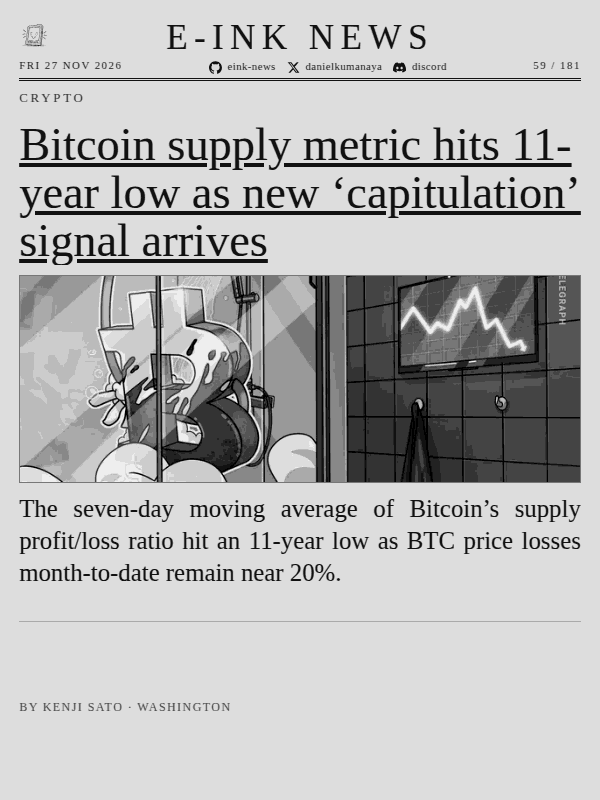 E-INK NEWS
FRI 27 NOV 2026
eink-news danielkumanaya discord
59 / 181
CRYPTO
Bitcoin supply metric hits 11-
year low as new ‘capitulation’
signal arrives
ELEGRAPH
The seven-day moving average of Bitcoin’s supply
profit/loss ratio hit an 11-year low as BTC price losses
month-to-date remain near 20%.
BY KENJI SATO · WASHINGTON